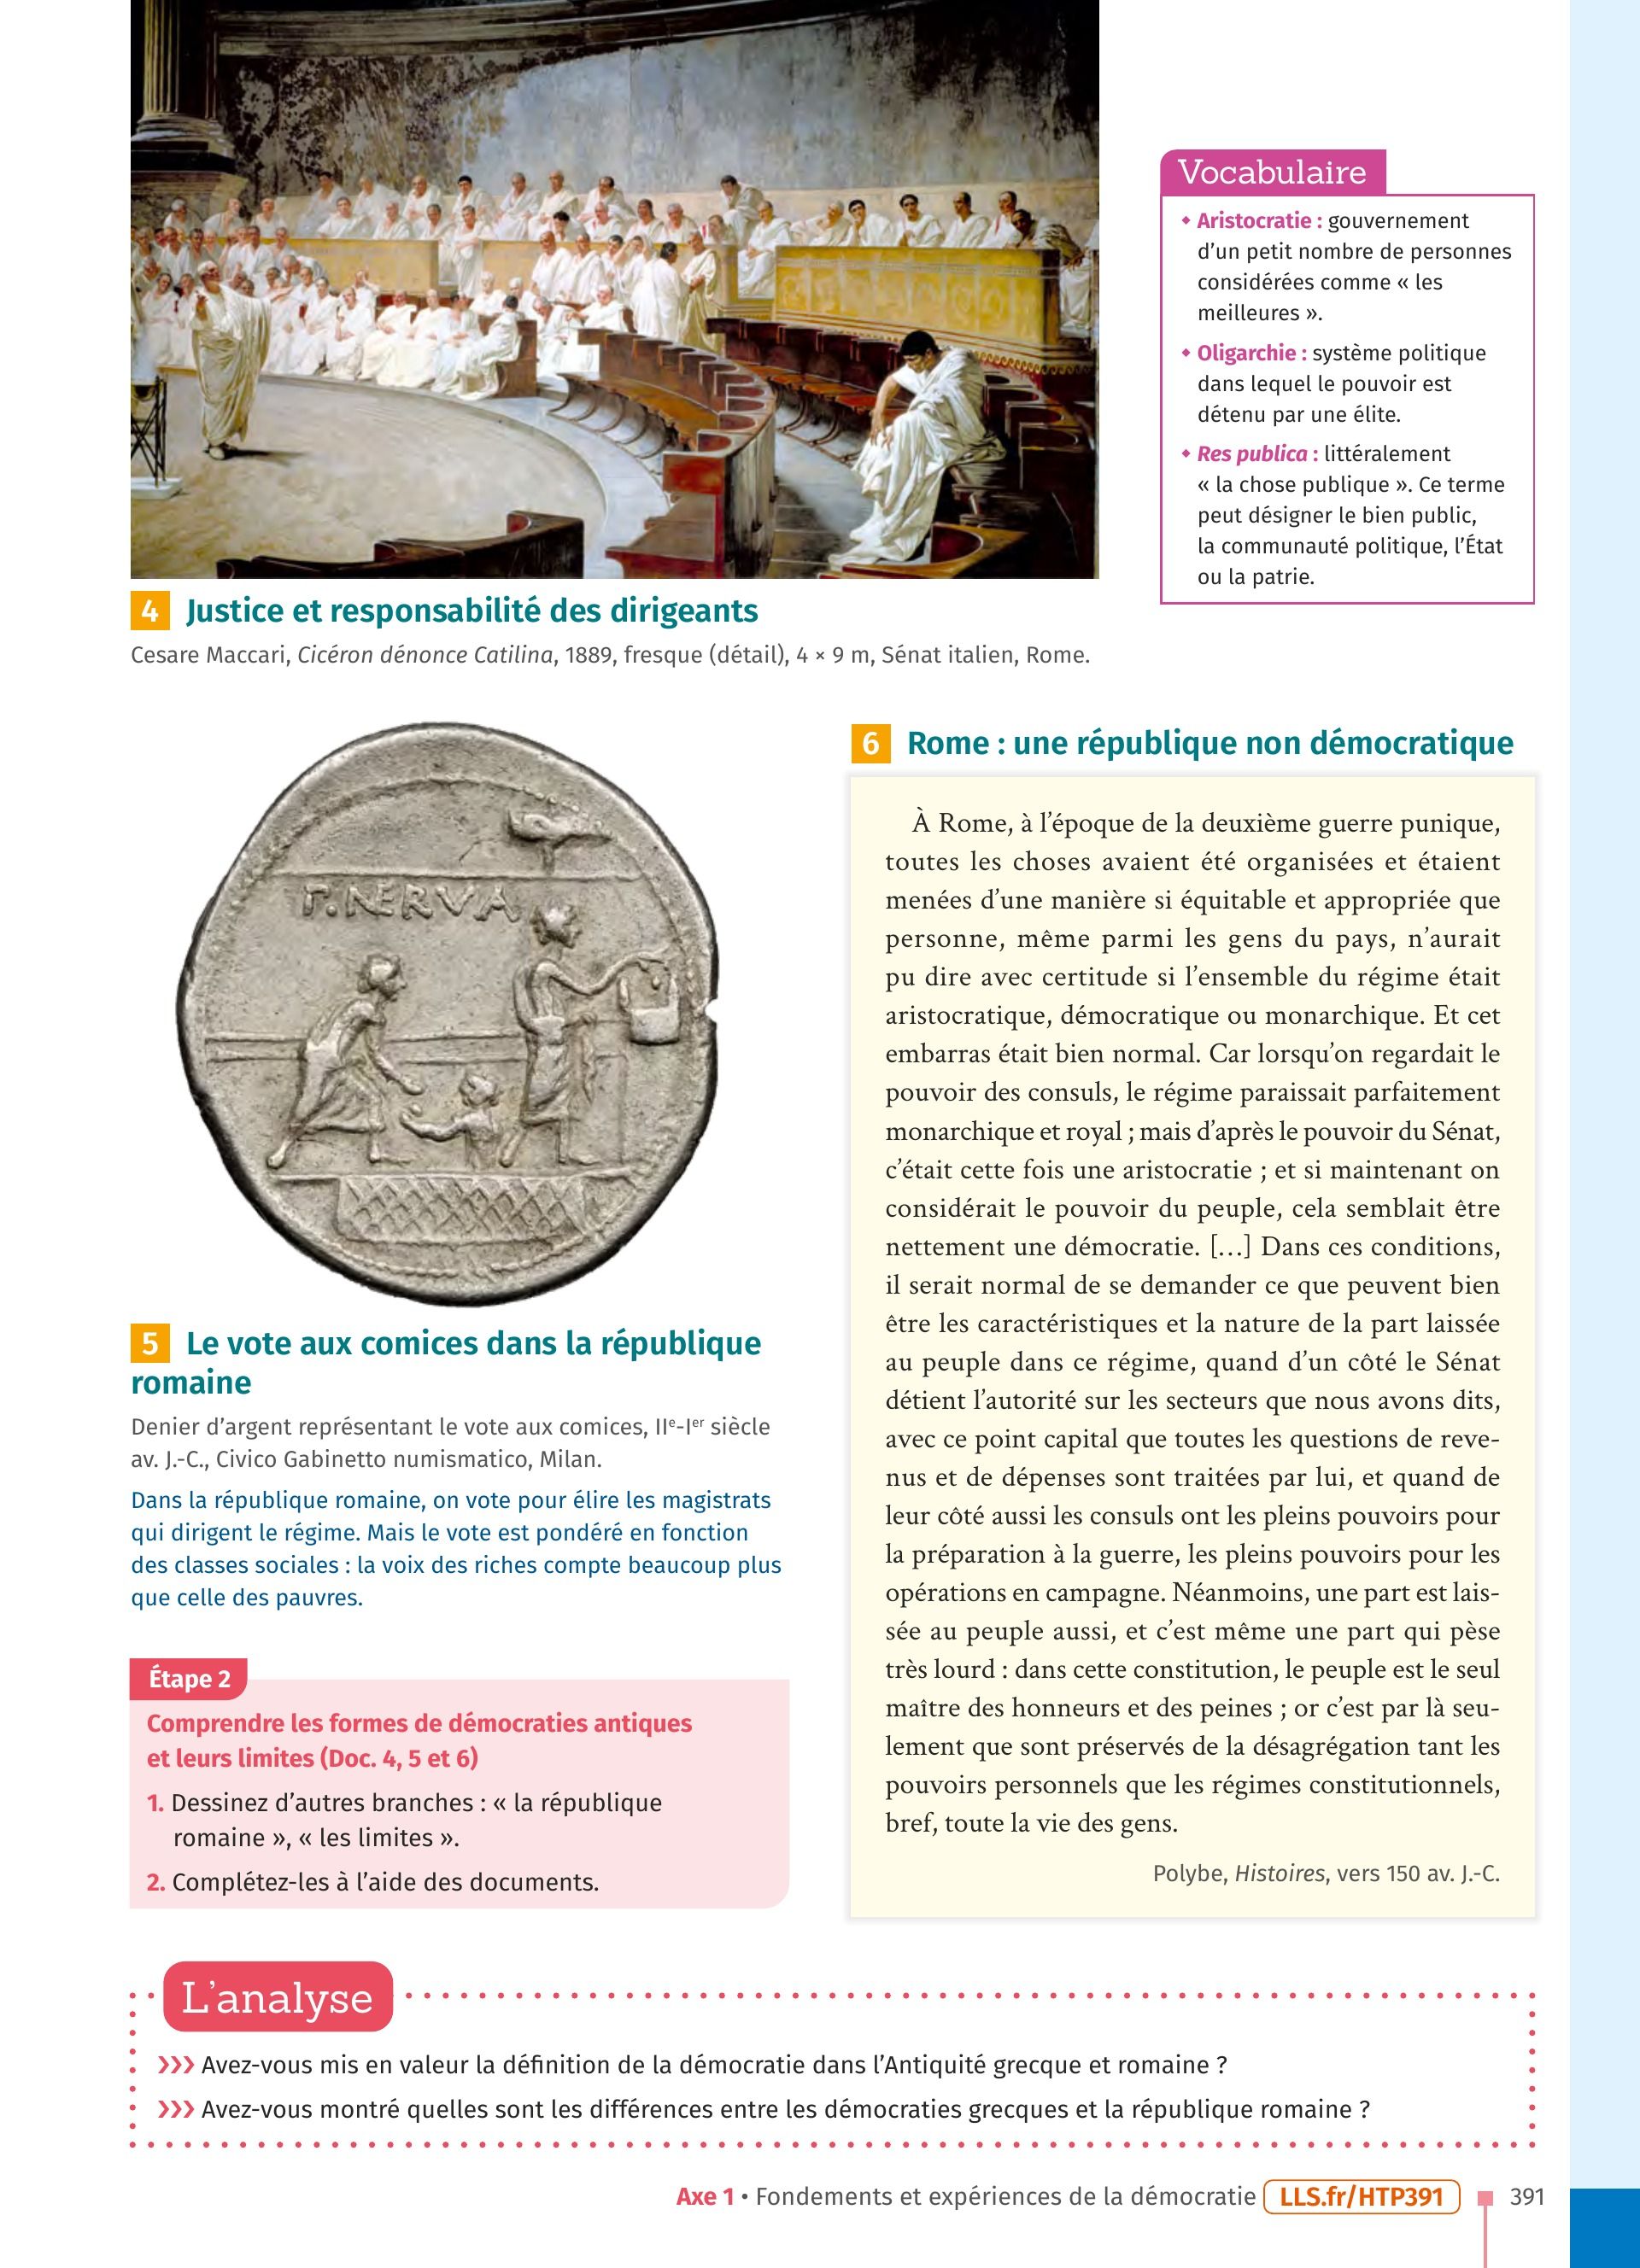 Vocabulaire
◆ Aristocratie : gouvernement
d’un petit nombre de personnes
considérées comme « les
meilleures ».
◆ Oligarchie : système politique
dans lequel le pouvoir est
détenu par une élite.
◆ Res publica : littéralement
« la chose publique ». Ce terme
peut désigner le bien public,
la communauté politique, l’État
ou la patrie.
4 Justice et responsabilité des dirigeants
Cesare Maccari, Cicéron dénonce Catilina, 1889, fresque (détail), 4 × 9 m, Sénat italien, Rome.
P. NERVA
5 Le vote aux comices dans la république
romaine
Denier d’argent représentant le vote aux comices, IIe-Ier siècle
av. J.-C., Civico Gabinetto numismatico, Milan.
Dans la république romaine, on vote pour élire les magistrats
qui dirigent le régime. Mais le vote est pondéré en fonction
des classes sociales : la voix des riches compte beaucoup plus
que celle des pauvres.
Étape 2
Comprendre les formes de démocraties antiques
et leurs limites (Doc. 4, 5 et 6)
1. Dessinez d’autres branches : « la république
romaine », « les limites ».
2. Complétez-les à l’aide des documents.
6 Rome : une république non démocratique
À Rome, à l’époque de la deuxième guerre punique,
toutes les choses avaient été organisées et étaient
menées d’une manière si équitable et appropriée que
personne, même parmi les gens du pays, n’aurait
pu dire avec certitude si l’ensemble du régime était
aristocratique, démocratique ou monarchique. Et cet
embarras était bien normal. Car lorsqu’on regardait le
pouvoir des consuls, le régime paraissait parfaitement
monarchique et royal ; mais d’après le pouvoir du Sénat,
c’était cette fois une aristocratie ; et si maintenant on
considérait le pouvoir du peuple, cela semblait être
nettement une démocratie. […] Dans ces conditions,
il serait normal de se demander ce que peuvent bien
être les caractéristiques et la nature de la part laissée
au peuple dans ce régime, quand d’un côté le Sénat
détient l’autorité sur les secteurs que nous avons dits,
avec ce point capital que toutes les questions de reve-
nus et de dépenses sont traitées par lui, et quand de
leur côté aussi les consuls ont les pleins pouvoirs pour
la préparation à la guerre, les pleins pouvoirs pour les
opérations en campagne. Néanmoins, une part est lais-
sée au peuple aussi, et c’est même une part qui pèse
très lourd : dans cette constitution, le peuple est le seul
maître des honneurs et des peines ; or c’est par là seu-
lement que sont préservés de la désagrégation tant les
pouvoirs personnels que les régimes constitutionnels,
bref, toute la vie des gens.
Polybe, Histoires, vers 150 av. J.-C.
L’analyse
››› Avez-vous mis en valeur la définition de la démocratie dans l’Antiquité grecque et romaine ?
››› Avez-vous montré quelles sont les différences entre les démocraties grecques et la république romaine ?
Axe 1 • Fondements et expériences de la démocratie LLS.fr/HTP391 391